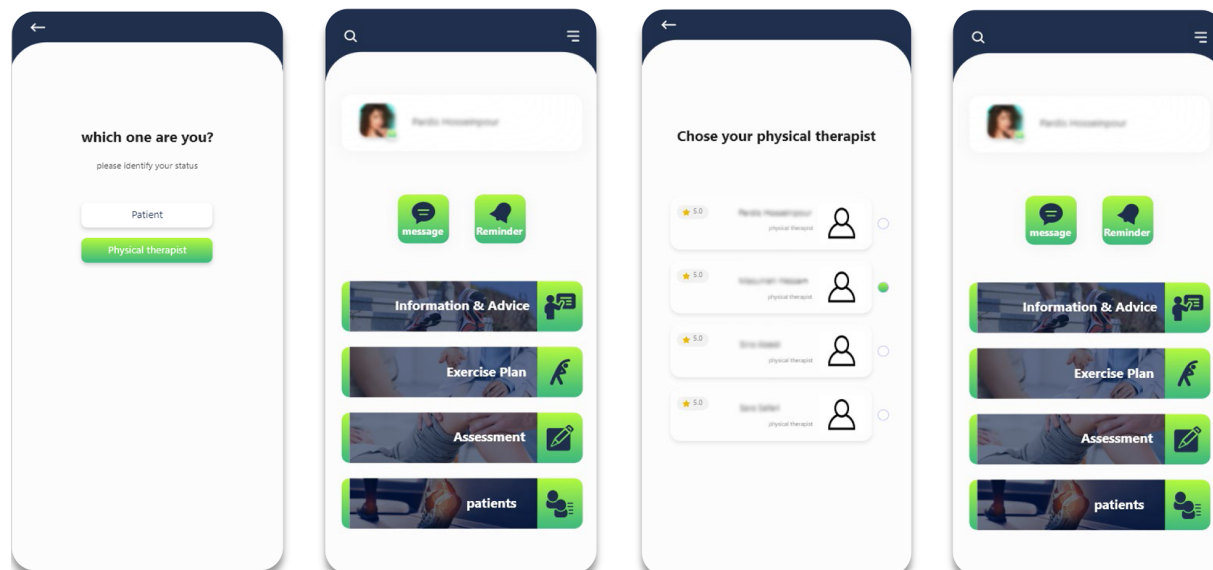 which one are you?
please identify your status
Patient
Physical therapist
message
Reminder
Information & Advice
Exercise Plan
Assessment
patients
Chose your physical therapist
5.0
physical therapist
5.0
physical therapist
5.0
physical therapist
5.0
physical therapist
message
Reminder
Information & Advice
Exercise Plan
Assessment
patients